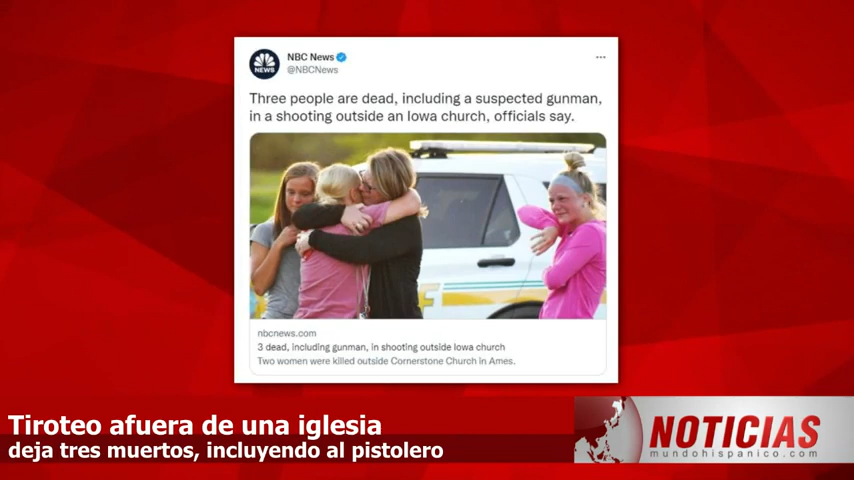 NBC News
@NBCNews
NEWS
Three people are dead, including a suspected gunman,
in a shooting outside an Iowa church, officials say.
nbcnews.com
3 dead, including gunman, in shooting outside Iowa church
Two women were killed outside Cornerstone Church in Ames.
Tiroteo afuera de una iglesia
deja tres muertos, incluyendo al pistolero
NOTICIAS
mundohispanico.com